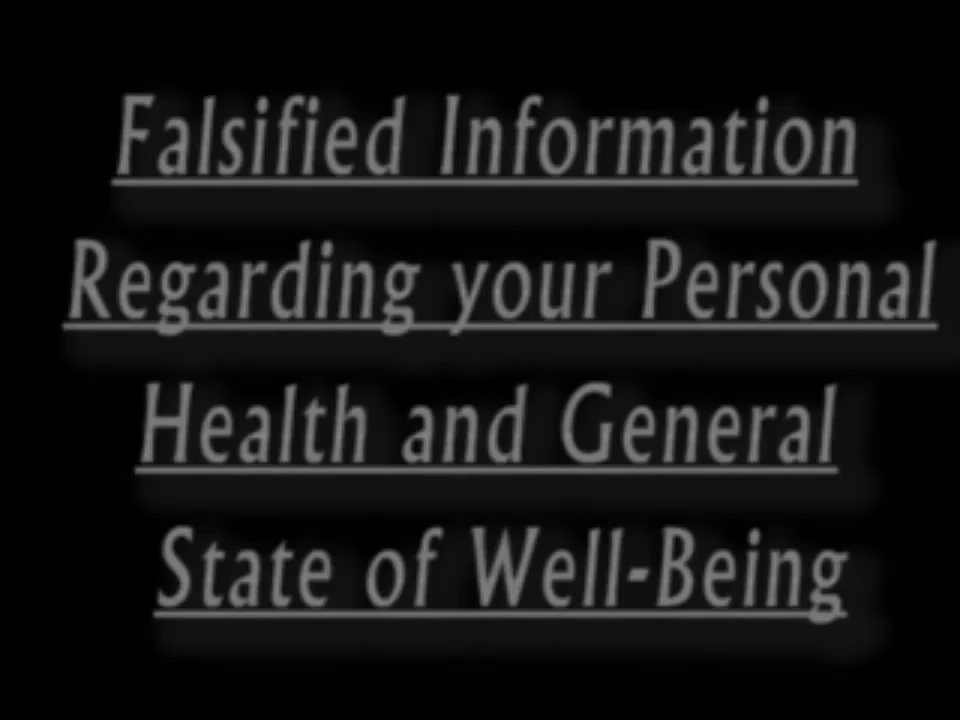 Falsified Information
Regarding your Personal
Health and General
State of Well-Being